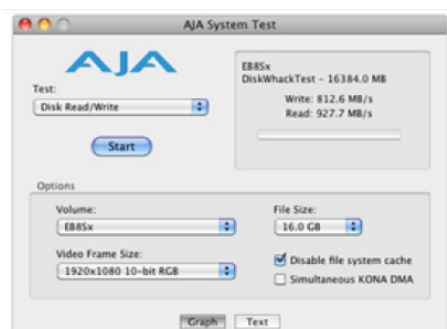 AJA System Test
AJA
Test:
Disk Read/Write
Start
EB8Sx
DiskWhackTest - 16384.0 MB
Write: 812.6 MB/s
Read: 927.7 MB/s
Options
Volume:
EB8Sx
File Size:
16.0 GB
Video Frame Size:
1920x1080 10-bit RGB
Disable file system cache
Simultaneous KONA DMA
Graph
Text